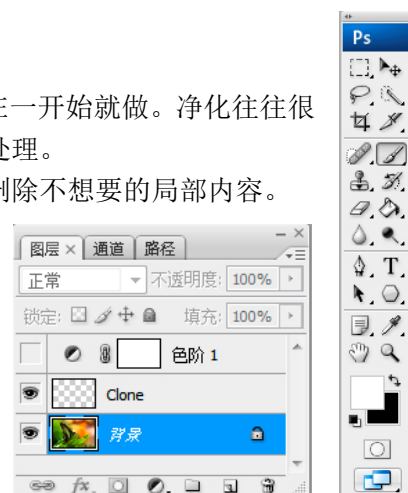 在一开始就做。净化往往很
处理。
删除不想要的局部内容。
Ps
图层 × 通道 路径
正常 不透明度: 100%
锁定: 填充: 100%
色阶 1
Clone
背景
fx
T